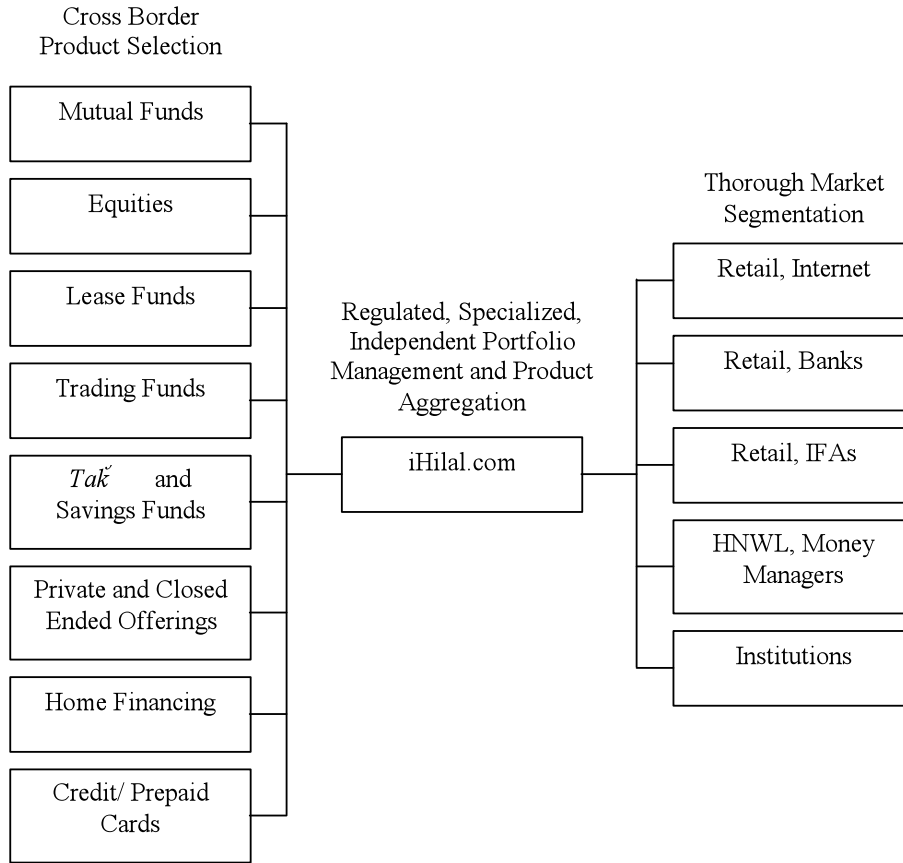 Cross Border
Product Selection
Mutual Funds
Equities
Lease Funds
Trading Funds
Tak̆ and
Savings Funds
Private and Closed
Ended Offerings
Home Financing
Credit/ Prepaid
Cards
Regulated, Specialized,
Independent Portfolio
Management and Product
Aggregation
iHilal.com
Thorough Market
Segmentation
Retail, Internet
Retail, Banks
Retail, IFAs
HNWL, Money
Managers
Institutions